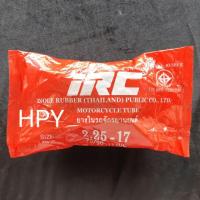 IRC
INOUE RUBBER (THAILAND) PUBLIC CO., LTD.
MOTORCYCLE TUBE
ยางในรถจักรยานยนต์
HPY
SIZE
2.25-17